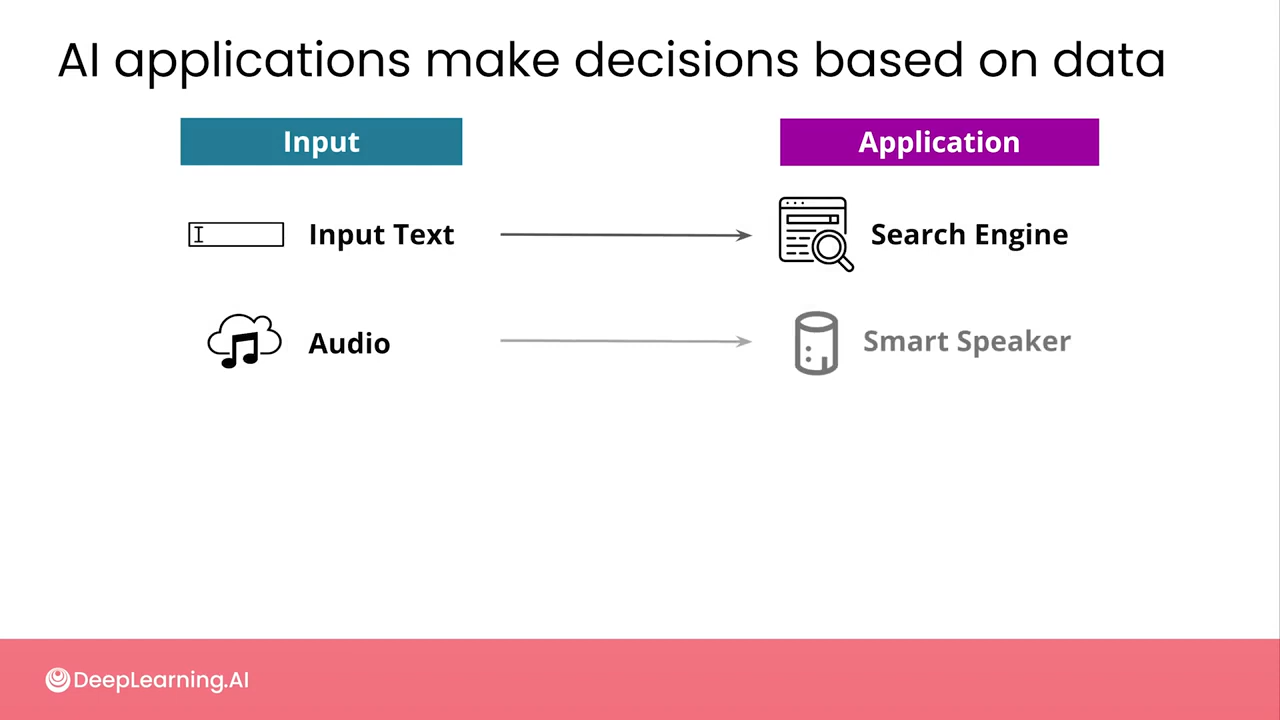 AI applications make decisions based on data
Input
Application
Input Text
Search Engine
Audio
Smart Speaker
DeepLearning.AI